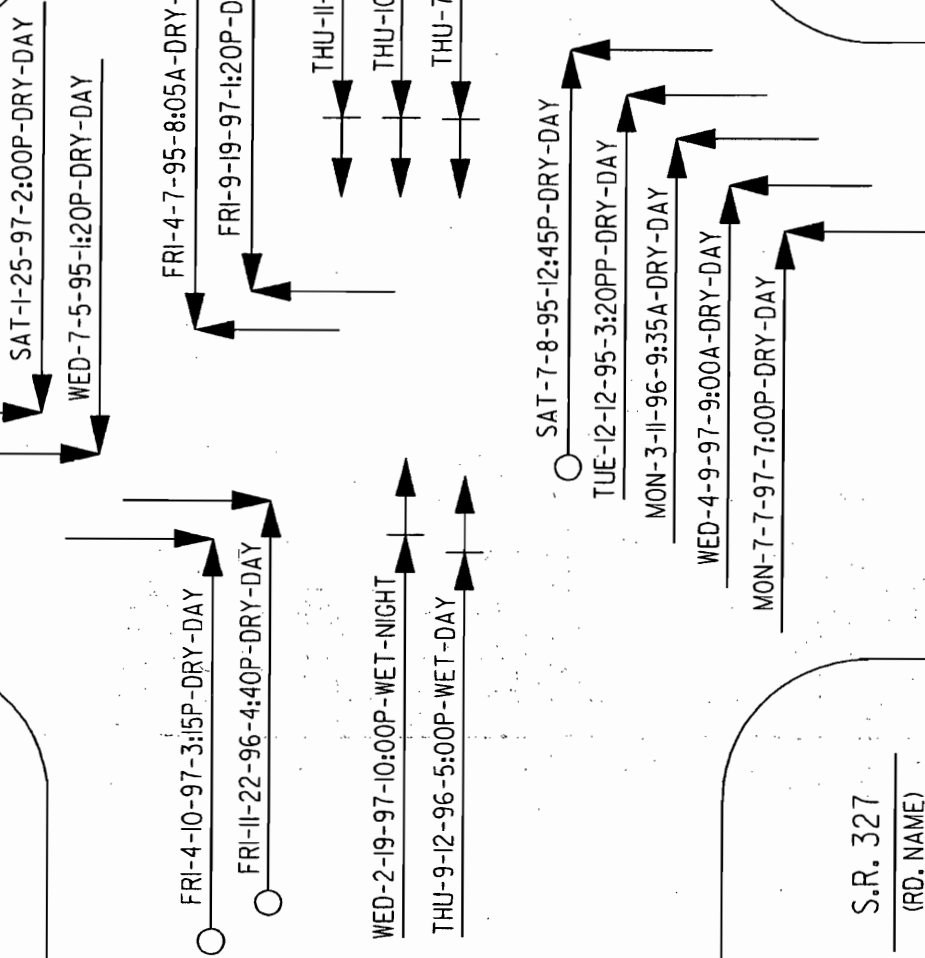 SAT-1-25-97-2:00P-DRY-DAY
WED-7-5-95-1:20P-DRY-DAY
FRI-4-7-95-8:05A-DRY-
FRI-9-19-97-1:20P-D
THU-11-
THU-10
THU-7
SAT-7-8-95-12:45P-DRY-DAY
TUE-12-12-95-3:20PP-DRY-DAY
MON-3-11-96-9:35A-DRY-DAY
WED-4-9-97-9:00A-DRY-DAY
MON-7-7-97-7:00P-DRY-DAY
FRI-4-10-97-3:15P-DRY-DAY
FRI-11-22-96-4:40P-DRY-DAY
WED-2-19-97-10:00P-WET-NIGHT
THU-9-12-96-5:00P-WET-DAY
S.R. 327
(RD. NAME)